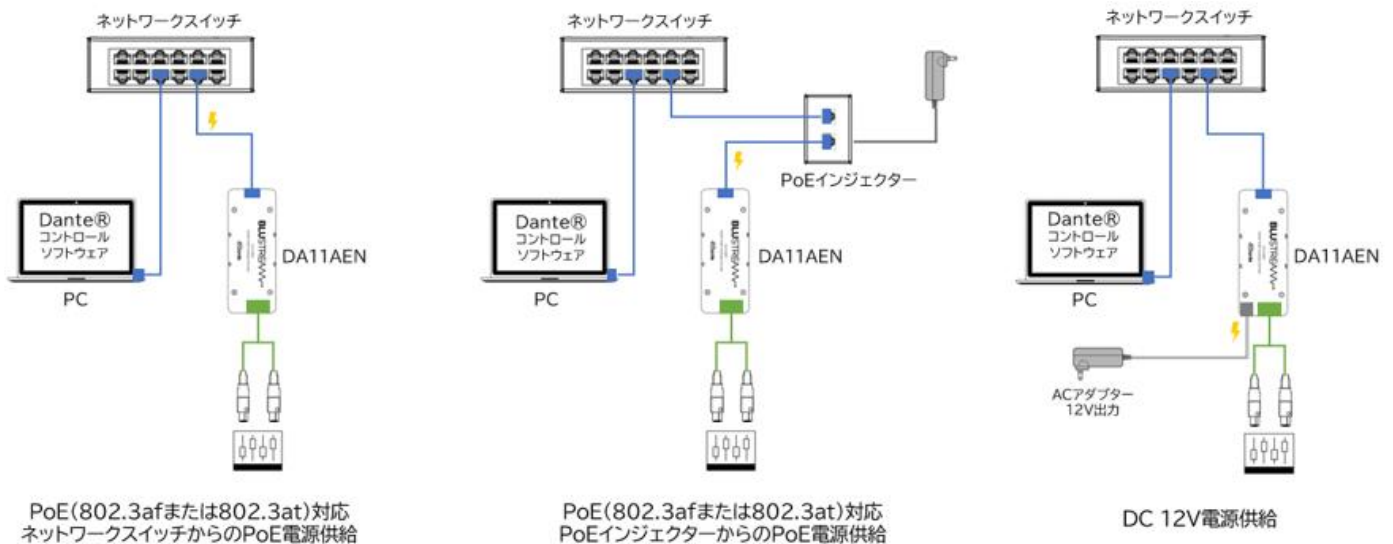 ネットワークスイッチ
Dante®
コントロール
ソフトウェア
PC
BLUSTREAM
DA11AEN
PoE(802.3afまたは802.3at)対応
ネットワークスイッチからのPoE電源供給
ネットワークスイッチ
PoEインジェクター
Dante®
コントロール
ソフトウェア
PC
BLUSTREAM
DA11AEN
PoE(802.3afまたは802.3at)対応
PoEインジェクターからのPoE電源供給
ネットワークスイッチ
Dante®
コントロール
ソフトウェア
PC
BLUSTREAM
DA11AEN
ACアダプター
12V出力
DC 12V電源供給